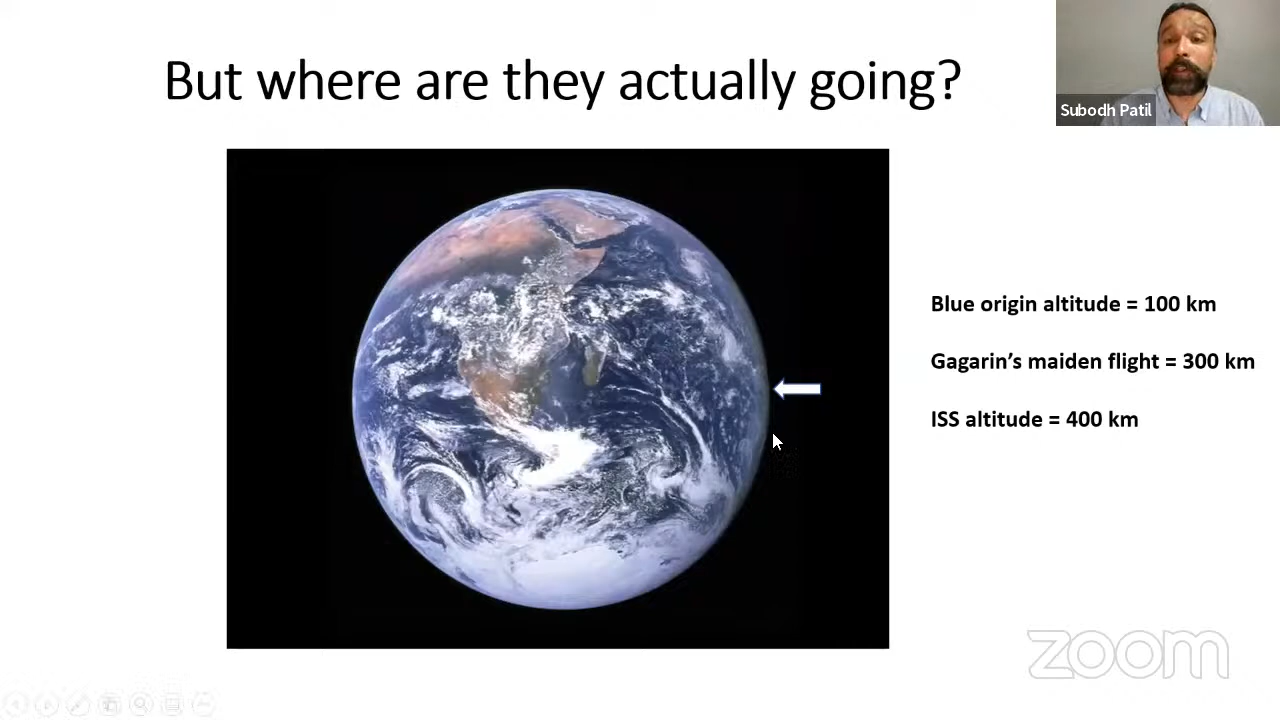 But where are they actually going?
Subodh Patil
Blue origin altitude = 100 km
Gagarin’s maiden flight = 300 km
ISS altitude = 400 km
zoom